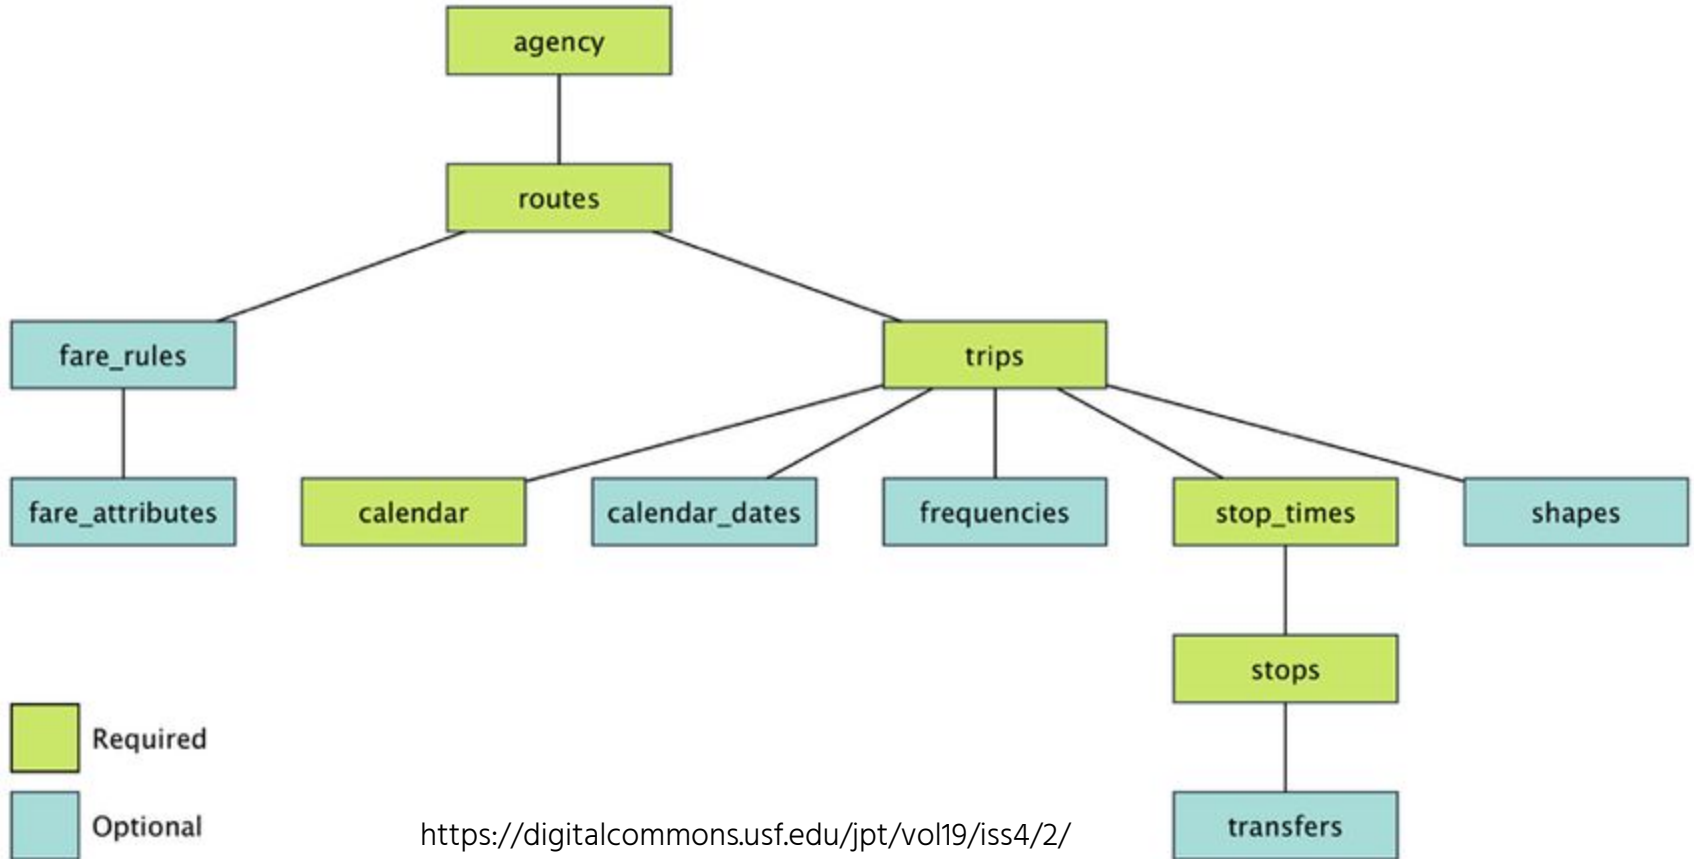 agency
routes
fare_rules
trips
fare_attributes
calendar
calendar_dates
frequencies
stop_times
shapes
stops
Required
Optional
transfers
https://digitalcommons.usf.edu/jpt/vol19/iss4/2/